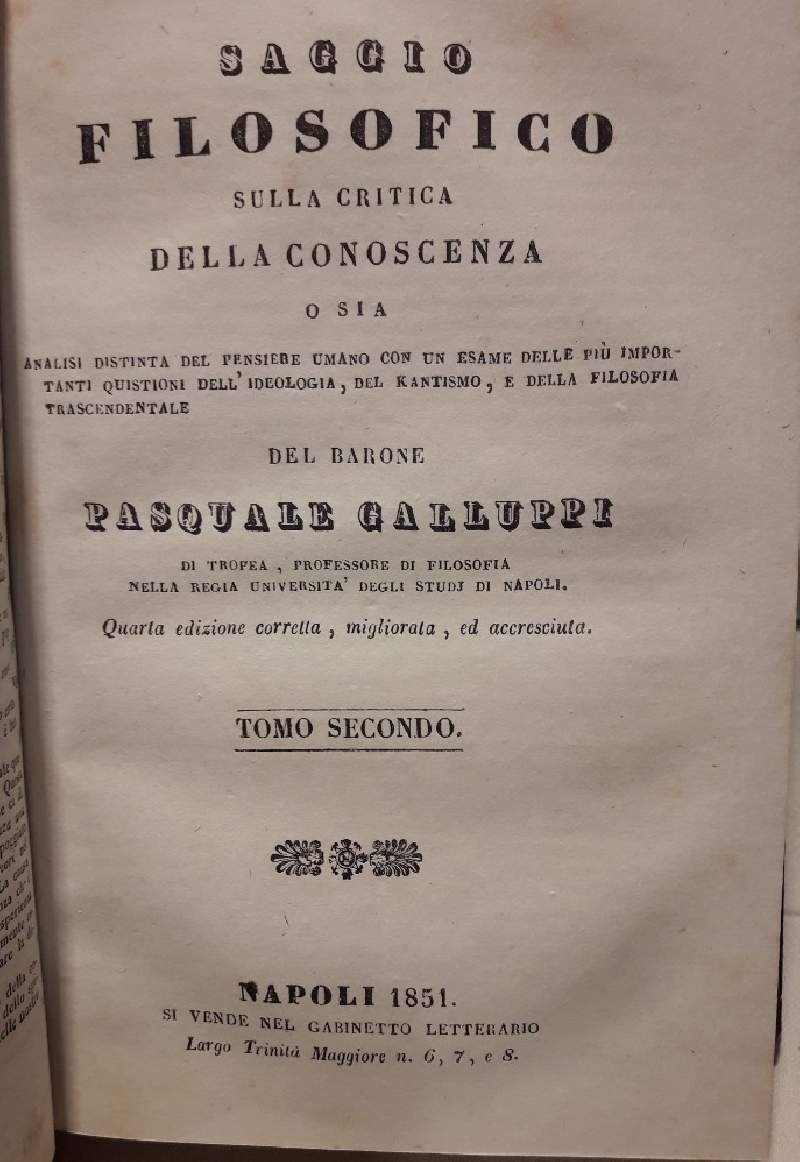 SAGGIO
FILOSOFICO
SULLA CRITICA
DELLA CONOSCENZA
O SIA
ANALISI DISTINTA DEL PENSIERE UMANO CON UN ESAME DELLE PIÙ IMPOR-
TANTI QUISTIONI DELL' IDEOLOGIA, DEL KANTISMO, E DELLA FILOSOFIA
TRASCENDENTALE
DEL BARONE
PASQUALE GALLUPPI
DI TROPEA, PROFESSORE DI FILOSOFIA
NELLA REGIA UNIVERSITA' DEGLI STUDJ DI NAPOLI.
Quarta edizione corretta, migliorata, ed accresciuta.
TOMO SECONDO.
NAPOLI 1851.
SI VENDE NEL GABINETTO LETTERARIO
Largo Trinità Maggiore n. 6, 7, e 8.